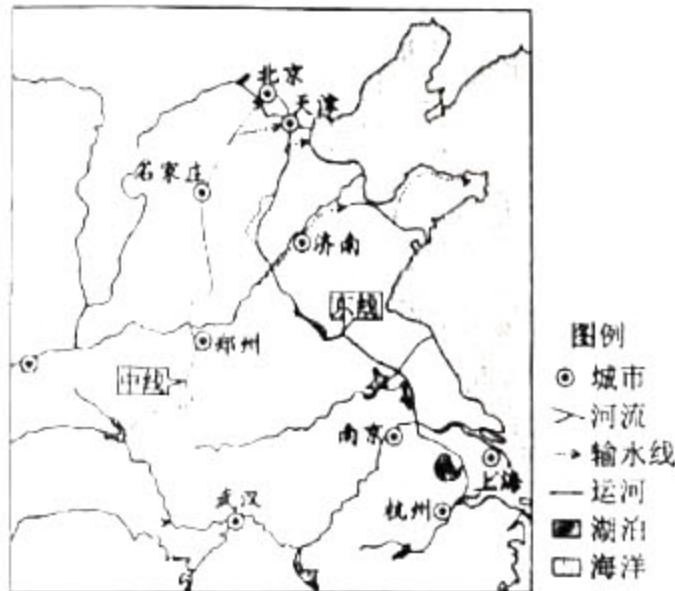 北京
天津
石家庄
济南
东线
郑州
中线
南京
上海
武汉
杭州
图例
城市
河流
输水线
运河
湖泊
海洋